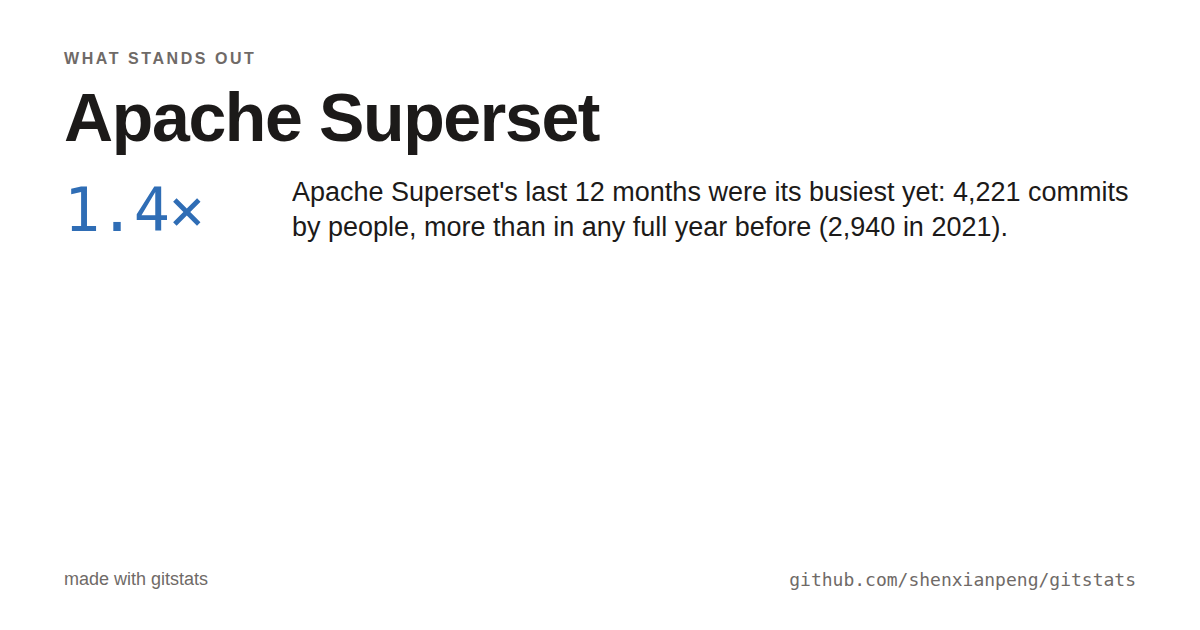 WHAT STANDS OUT
Apache Superset
1.4×
Apache Superset's last 12 months were its busiest yet: 4,221 commits
by people, more than in any full year before (2,940 in 2021).
made with gitstats
github.com/shenxianpeng/gitstats